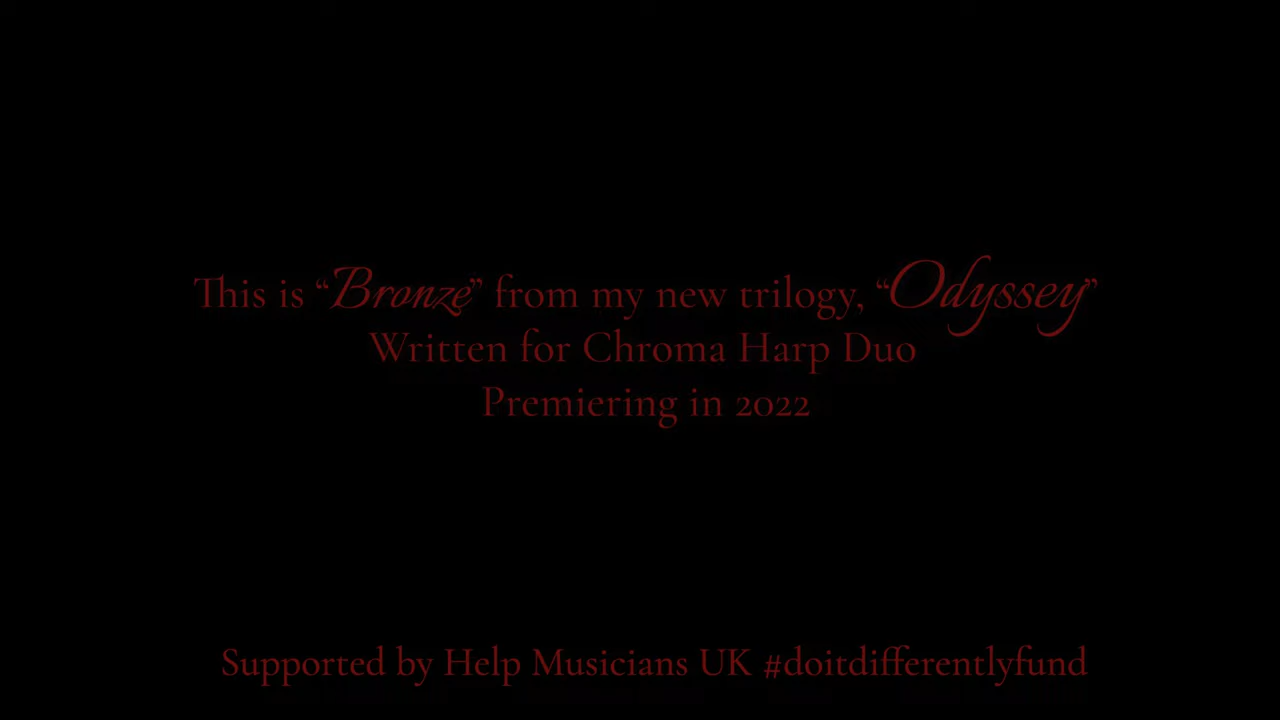 This is “Bronze” from my new trilogy, “Odyssey”
Written for Chroma Harp Duo
Premiering in 2022
Supported by Help Musicians UK #doitdifferentlyfund